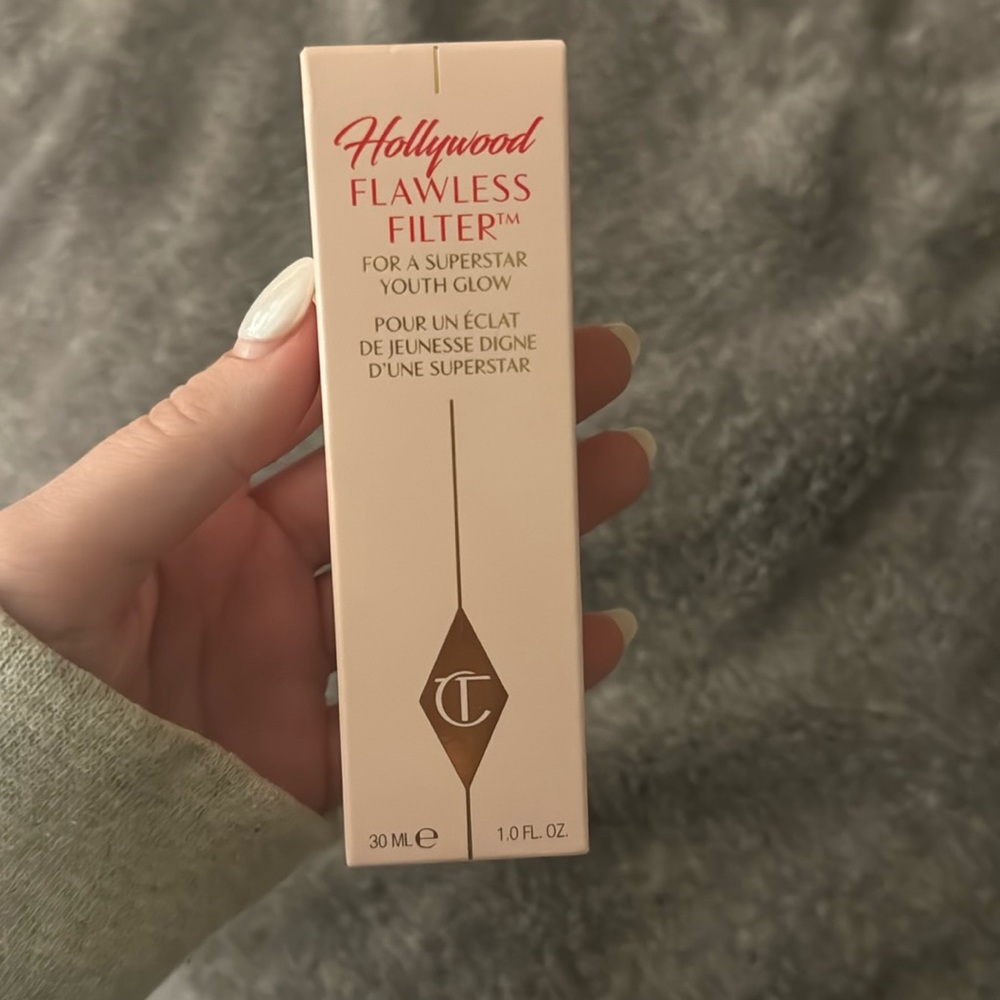 Hollywood
FLAWLESS
FILTER™
FOR A SUPERSTAR
YOUTH GLOW
POUR UN ÉCLAT
DE JEUNESSE DIGNE
D'UNE SUPERSTAR
CT
30 ML ℮ 1.0 FL. OZ.